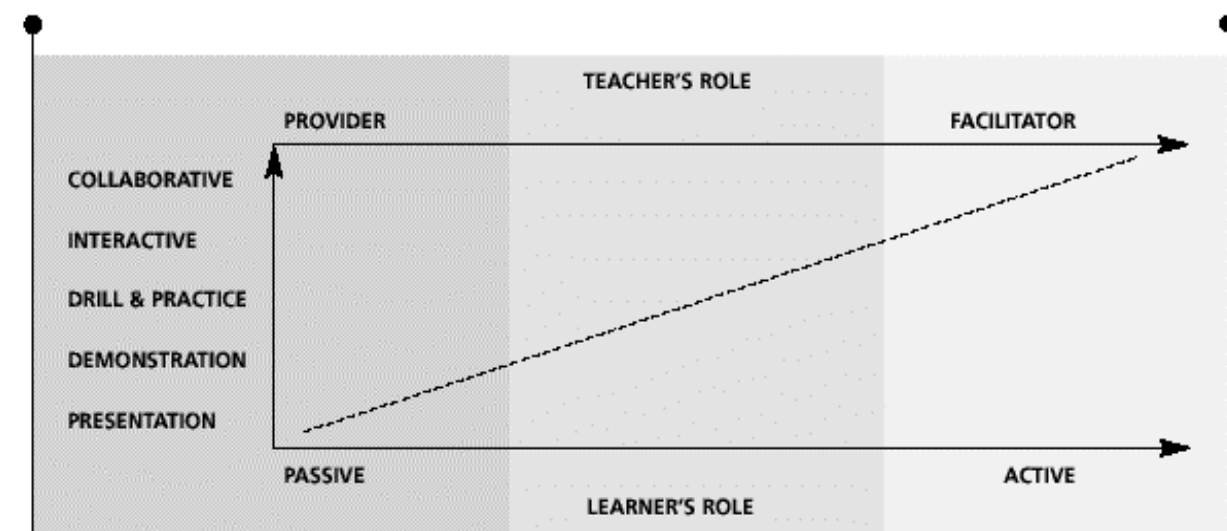 TEACHER'S ROLE
PROVIDER
FACILITATOR
COLLABORATIVE
INTERACTIVE
DRILL & PRACTICE
DEMONSTRATION
PRESENTATION
PASSIVE
ACTIVE
LEARNER'S ROLE